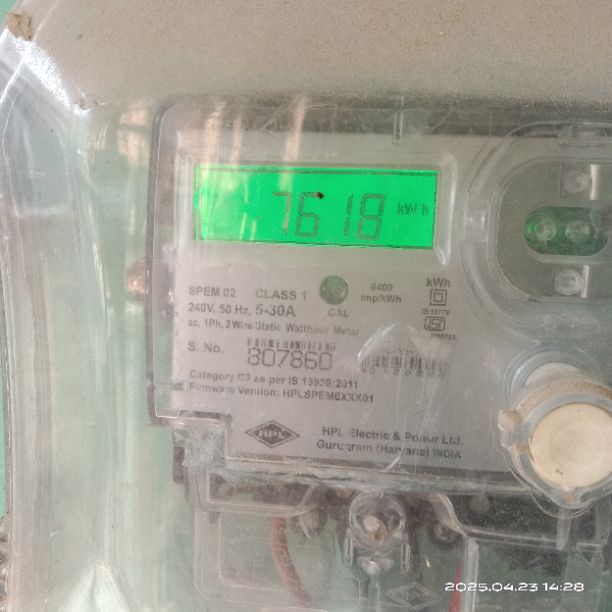 7618 kWh
SPEM 02 CLASS 1
6400
imp/kWh
kWh
240V, 50 Hz, 5-30A
CAL
ac, 1Ph, 2Wire Static Watthour Meter
S. No. 807860
Category C3 as per IS 15959:2011
Firmware Version: HPLSPEM6XXX01
HPL
HPL Electric & Power Ltd.
Gurugram (Haryana) INDIA
2025.04.23 14:28